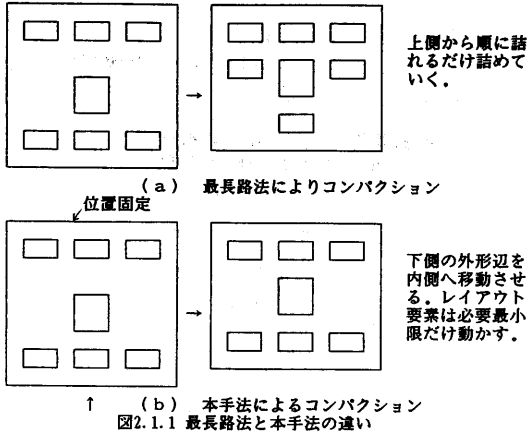 上側から順に詰
れるだけ詰めて
いく。
→
(a) 最長路法によりコンパクション
位置固定
下側の外形辺を
内側へ移動させ
る。レイアウト
要素は必要最小
限だけ動かす。
→
↑ (b) 本手法によるコンパクション
図2.1.1 最長路法と本手法の違い